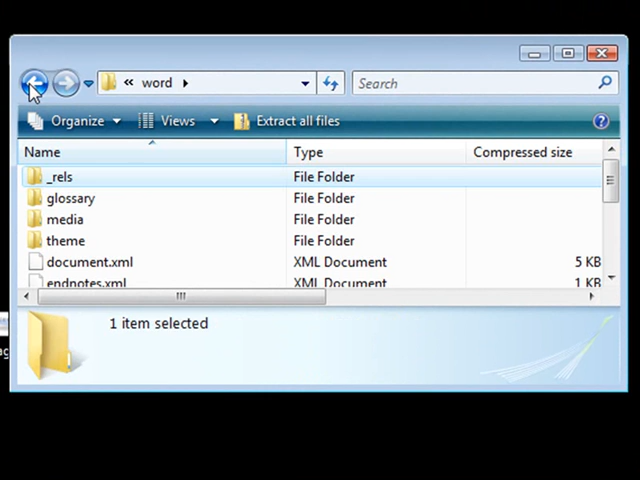 « word
Search
Organize Views Extract all files
Name Type Compressed size
_rels File Folder
glossary File Folder
media File Folder
theme File Folder
document.xml XML Document 5 KB
endnotes.xml XML Document 1 KB
1 item selected